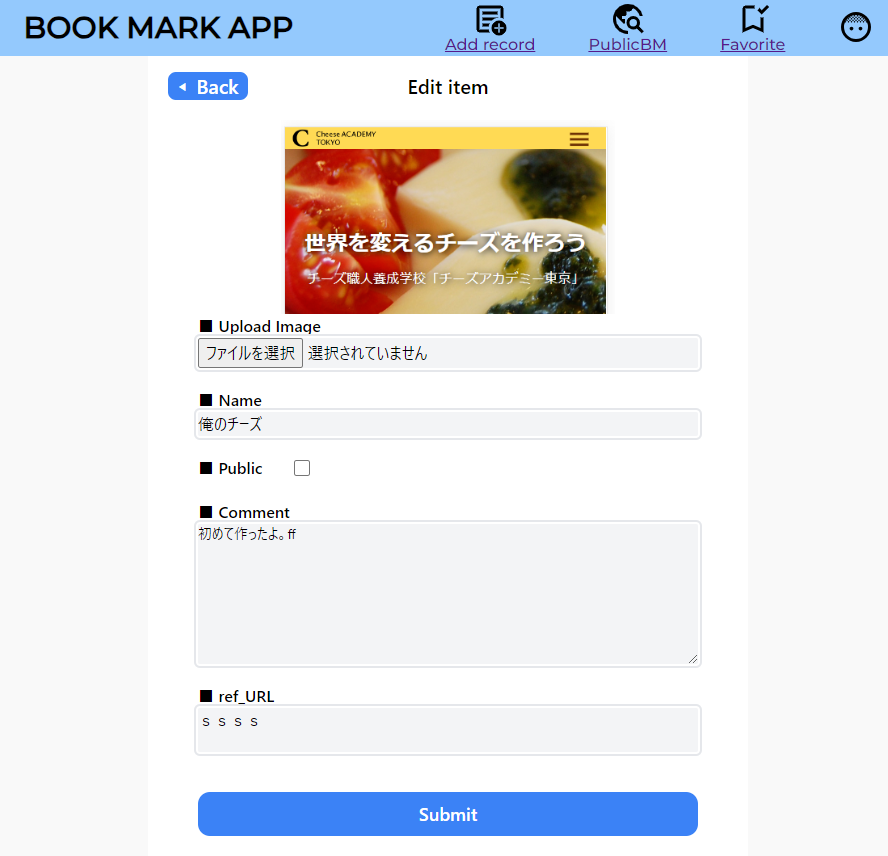 BOOK MARK APP
Add record
PublicBM
Favorite
Back
Edit item
C Cheese ACADEMY
TOKYO
世界を変えるチーズを作ろう
チーズ職人養成学校「チーズアカデミー東京」
Upload Image
ファイルを選択 選択されていません
Name
俺のチーズ
Public
Comment
初めて作ったよ。ff
ref_URL
ｓｓｓｓ
Submit